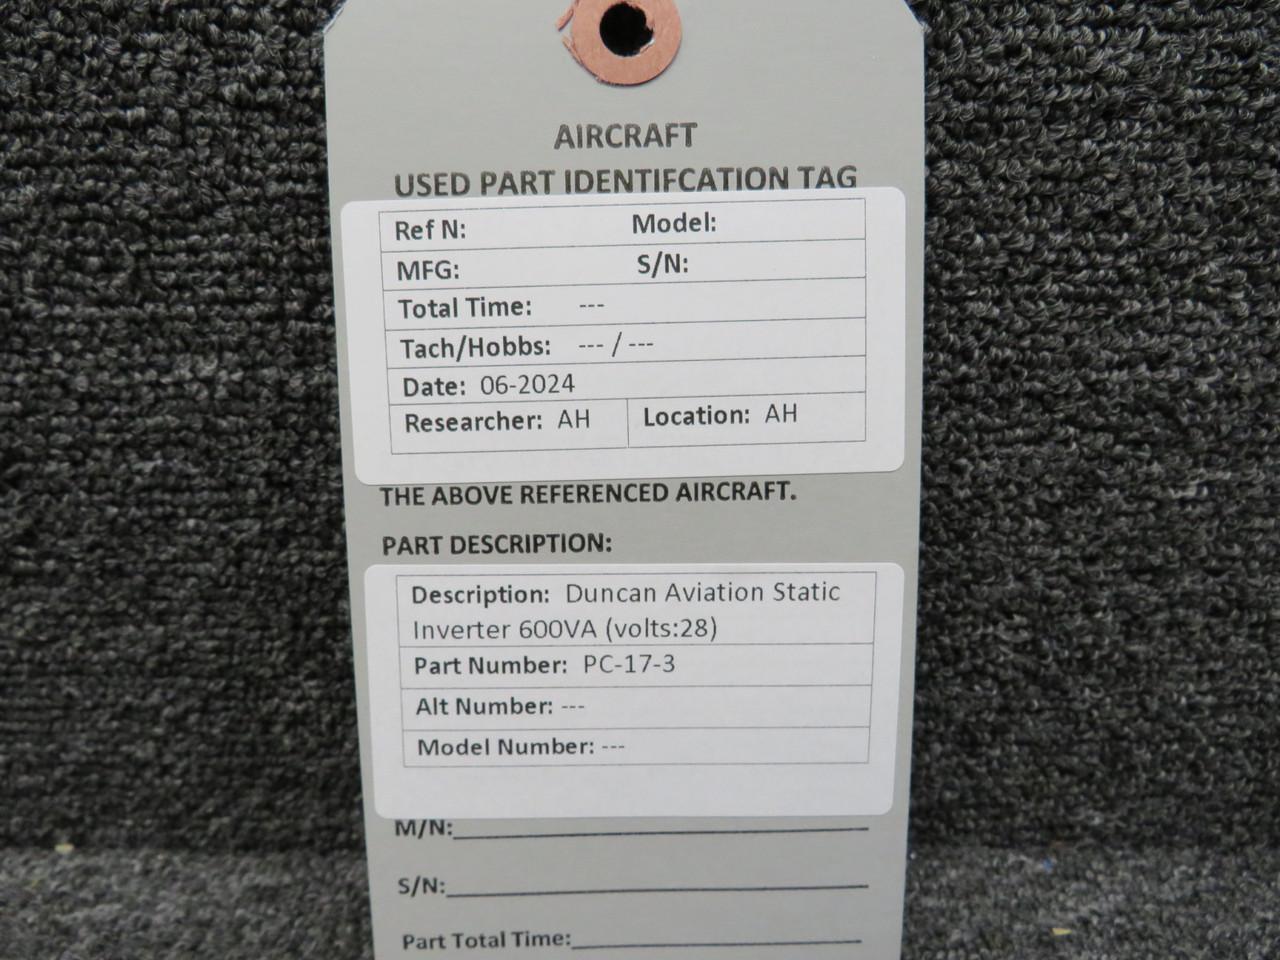 AIRCRAFT
USED PART IDENTIFCATION TAG
Ref N: Model:
MFG: S/N:
Total Time: ---
Tach/Hobbs: --- / ---
Date: 06-2024
Researcher: AH Location: AH
THE ABOVE REFERENCED AIRCRAFT.
PART DESCRIPTION:
Description: Duncan Aviation Static
Inverter 600VA (volts:28)
Part Number: PC-17-3
Alt Number: ---
Model Number: ---
M/N:
S/N:
Part Total Time: